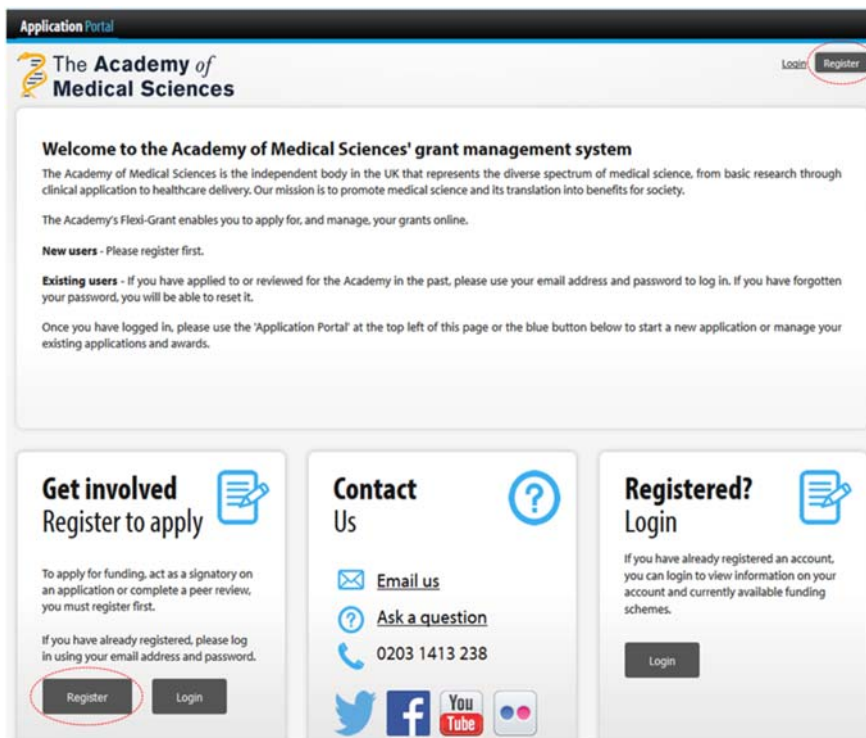 Application Portal
The Academy of
Medical Sciences
Login
Register
Welcome to the Academy of Medical Sciences' grant management system
The Academy of Medical Sciences is the independent body in the UK that represents the diverse spectrum of medical science, from basic research through
clinical application to healthcare delivery. Our mission is to promote medical science and its translation into benefits for society.
The Academy's Flexi-Grant enables you to apply for, and manage, your grants online.
New users - Please register first.
Existing users - If you have applied to or reviewed for the Academy in the past, please use your email address and password to log in. If you have forgotten
your password, you will be able to reset it.
Once you have logged in, please use the 'Application Portal' at the top left of this page or the blue button below to start a new application or manage your
existing applications and awards.
Get involved
Register to apply
To apply for funding, act as a signatory on
an application or complete a peer review,
you must register first.
If you have already registered, please log
in using your email address and password.
Register
Login
Contact
Us
Email us
Ask a question
0203 1413 238
You
Tube
Registered?
Login
If you have already registered an account,
you can login to view information on your
account and currently available funding
schemes.
Login